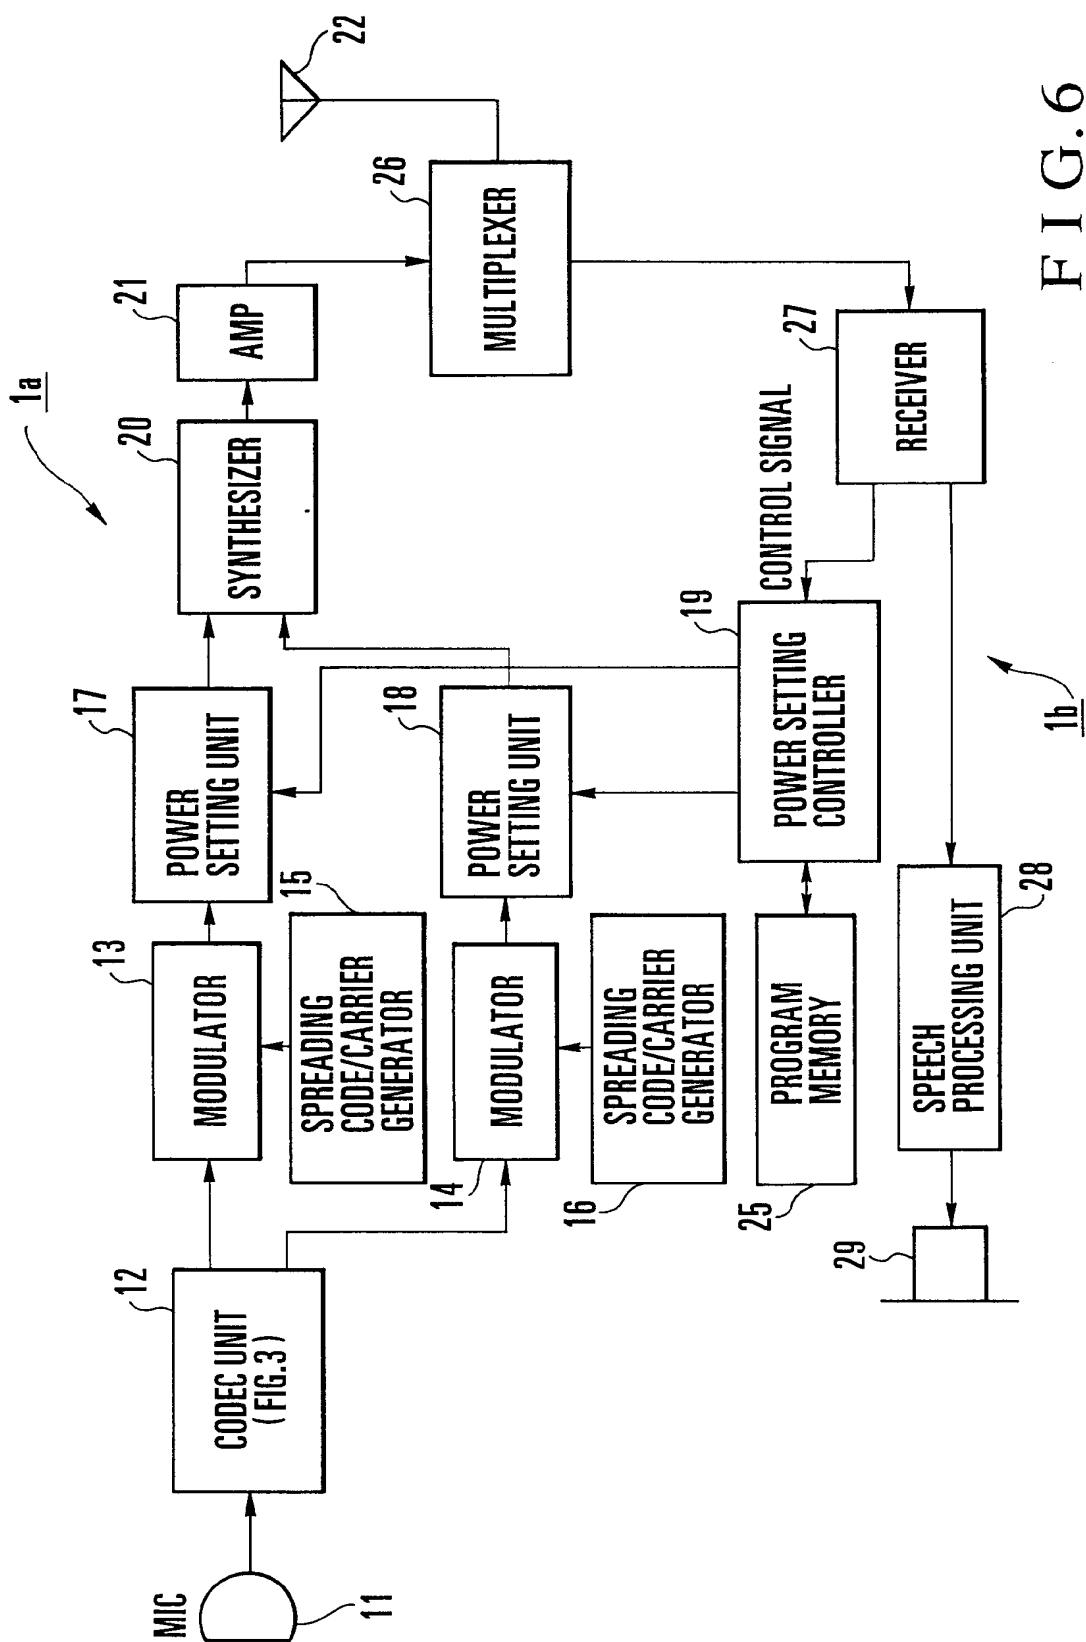 1a
MIC
11
12
CODEC UNIT
(FIG.3)
13
MODULATOR
17
POWER
SETTING UNIT
20
SYNTHESIZER
21
AMP
22
15
SPREADING
CODE/CARRIER
GENERATOR
14
MODULATOR
18
POWER
SETTING UNIT
26
MULTIPLEXER
16
SPREADING
CODE/CARRIER
GENERATOR
25
PROGRAM
MEMORY
19
POWER SETTING
CONTROLLER
CONTROL SIGNAL
27
RECEIVER
29
SPEECH
PROCESSING UNIT
28
1b
FIG.6